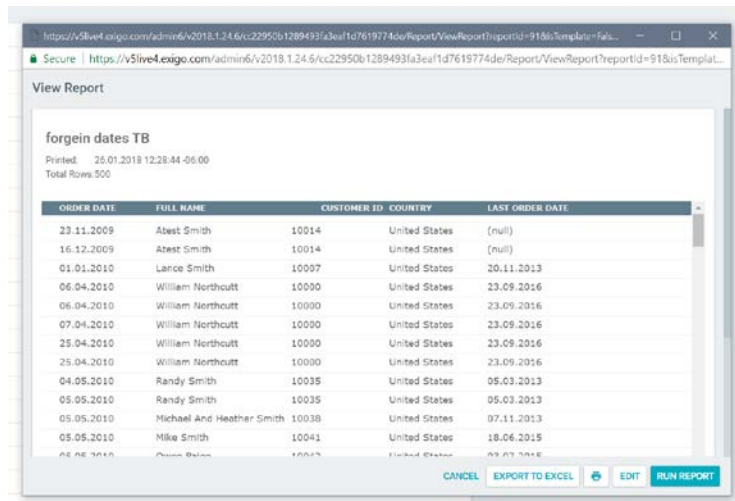 https://v5live4.exigo.com/admin6/v2018.1.24.6/cc22950b1289493fa3eaf1d7619774de/Report/ViewReport?reportId=918&isTemplate=Fals...
Secure https://v5live4.exigo.com/admin6/v2018.1.24.6/cc22950b1289493fa3eaf1d7619774de/Report/ViewReport?reportId=918&isTemplat...
View Report
forgein dates TB
Printed: 26.01.2018 12:28:44 -06:00
Total Rows:500
ORDER DATE FULL NAME CUSTOMER ID COUNTRY LAST ORDER DATE
23.11.2009 Abest Smith 10014 United States (null)
16.12.2009 Abest Smith 10014 United States (null)
01.01.2010 Lance Smith 10007 United States 20.11.2013
06.04.2010 William Northcutt 10000 United States 23.09.2016
06.04.2010 William Northcutt 10000 United States 23.09.2016
07.04.2010 William Northcutt 10000 United States 23.09.2016
25.04.2010 William Northcutt 10000 United States 23.09.2016
25.04.2010 William Northcutt 10000 United States 23.09.2016
04.05.2010 Randy Smith 10035 United States 05.03.2013
05.05.2010 Randy Smith 10035 United States 05.03.2013
05.05.2010 Michael And Heather Smith 10038 United States 07.11.2013
05.05.2010 Mike Smith 10041 United States 18.06.2015
05.05.2010 United States
CANCEL EXPORT TO EXCEL EDIT RUN REPORT